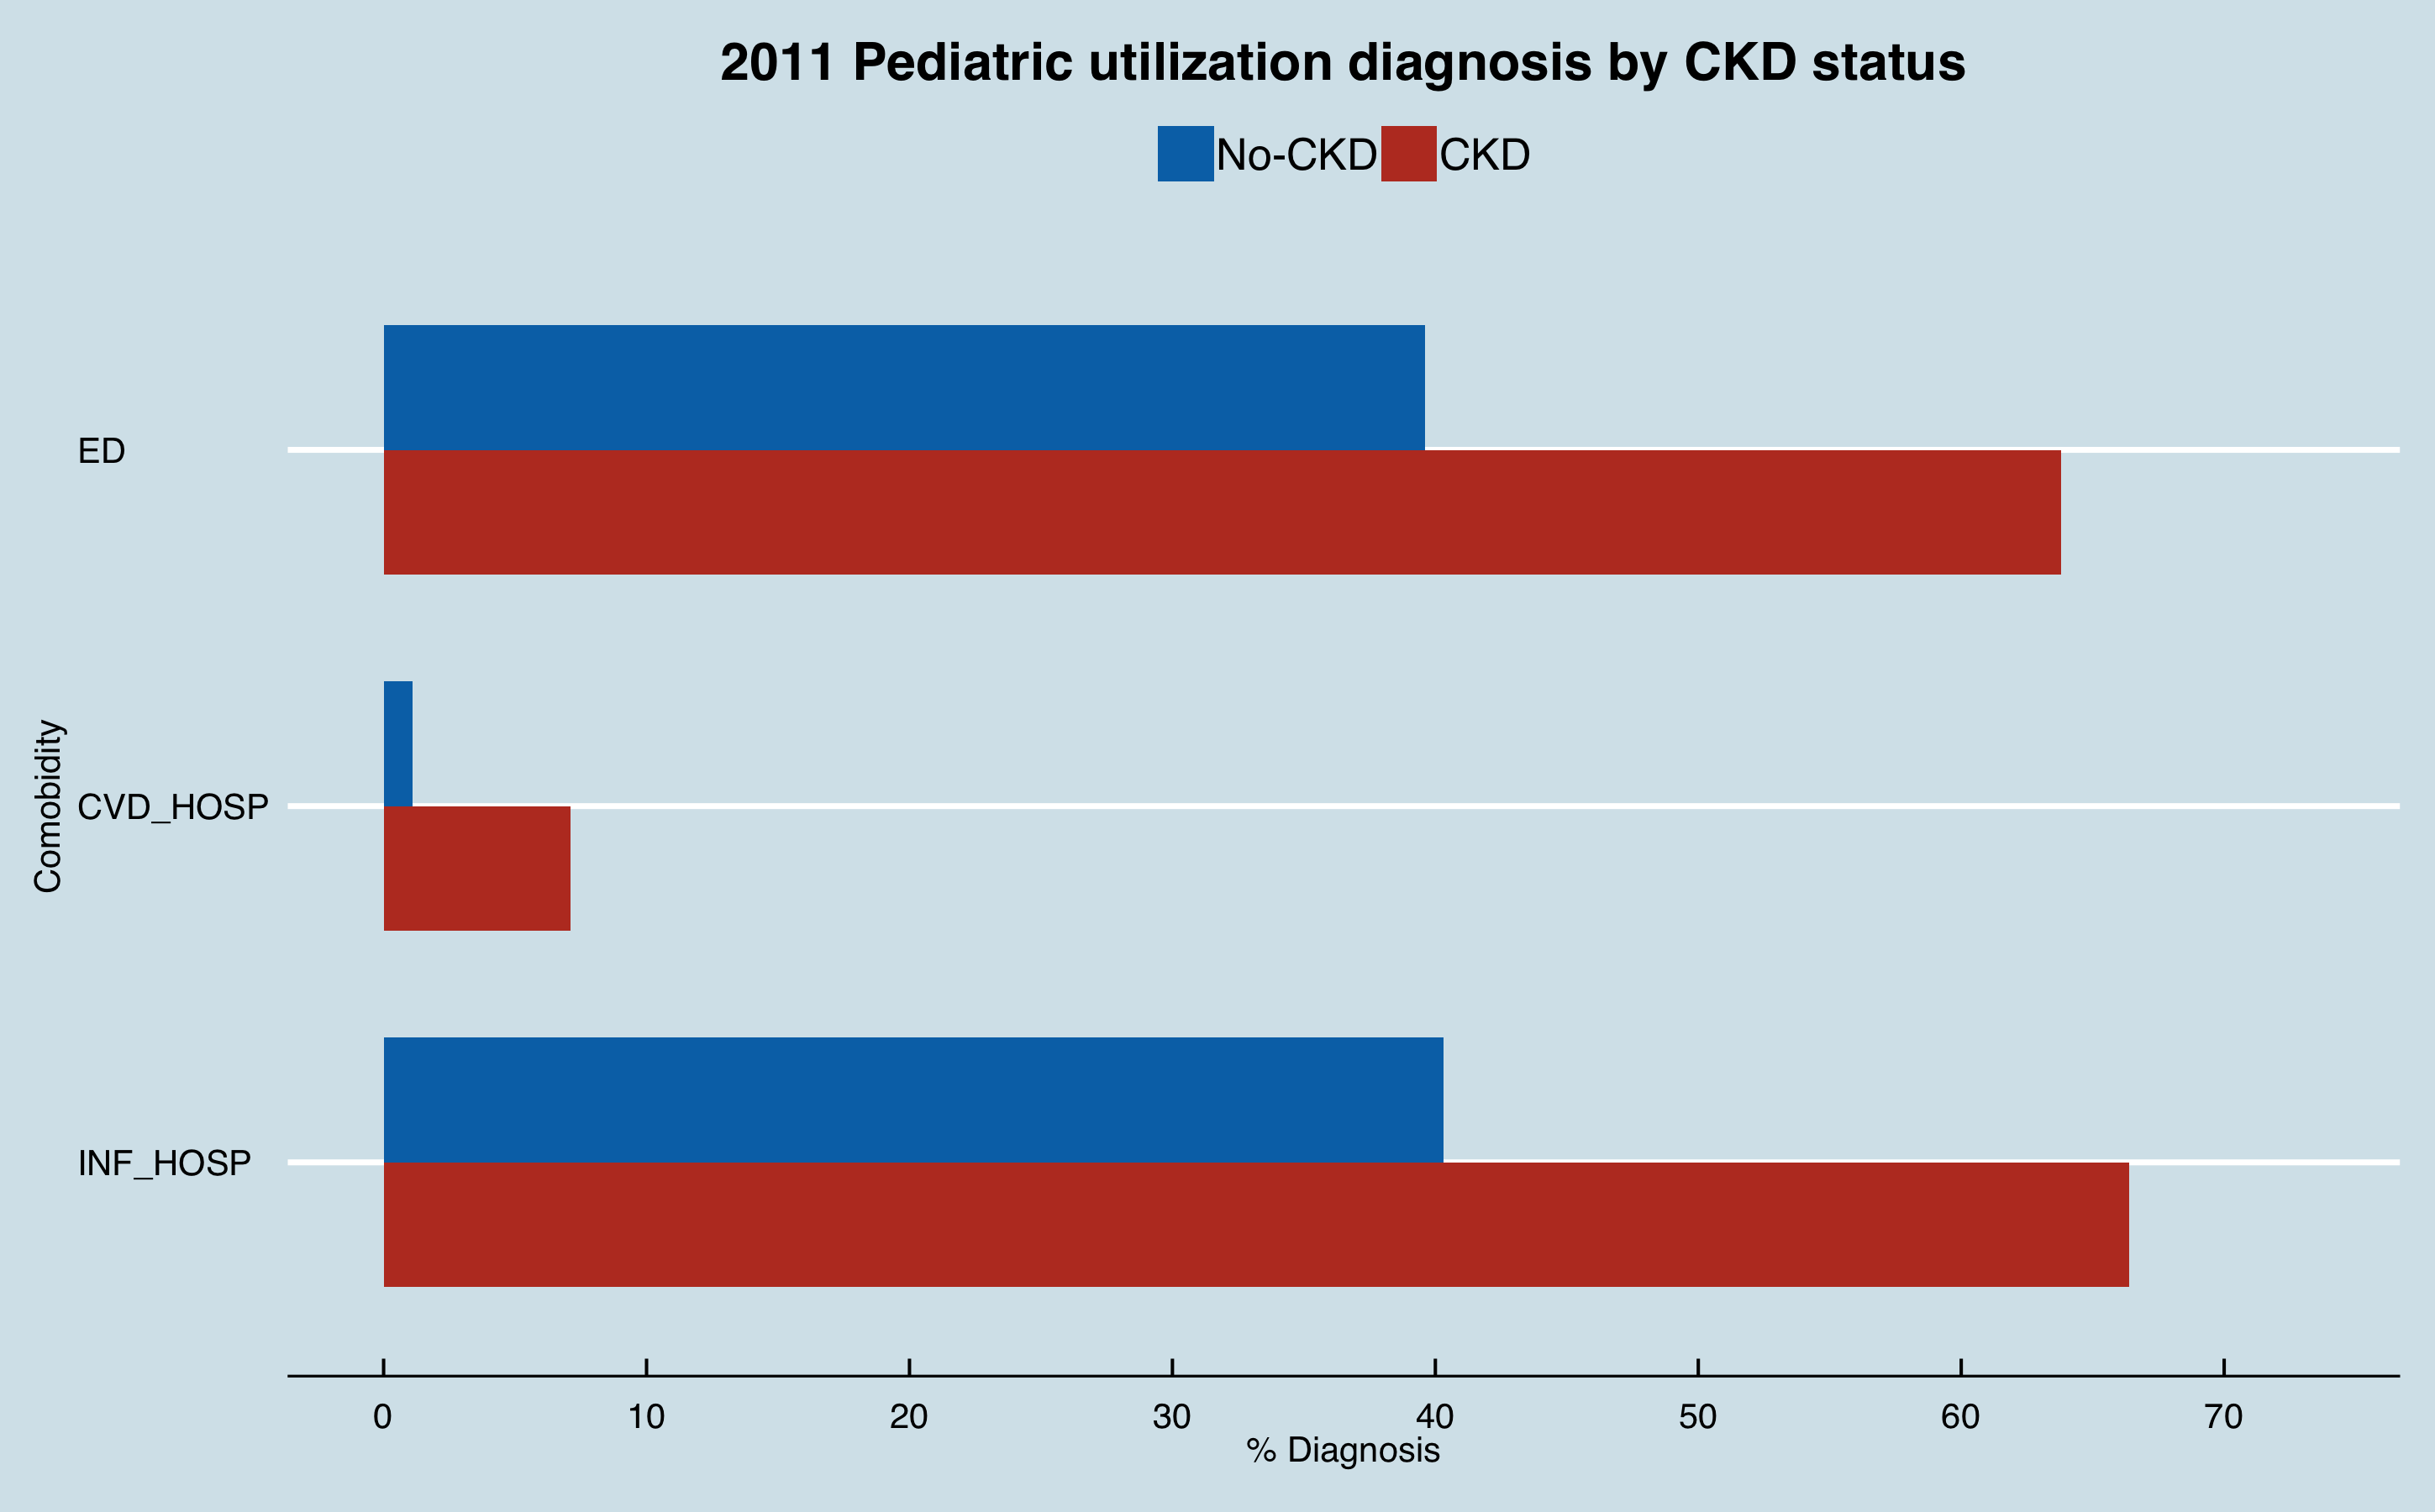 2011 Pediatric utilization diagnosis by CKD status
No-CKD CKD
ED
Comobidity
CVD_HOSP
INF_HOSP
0 10 20 30 40 50 60 70
% Diagnosis